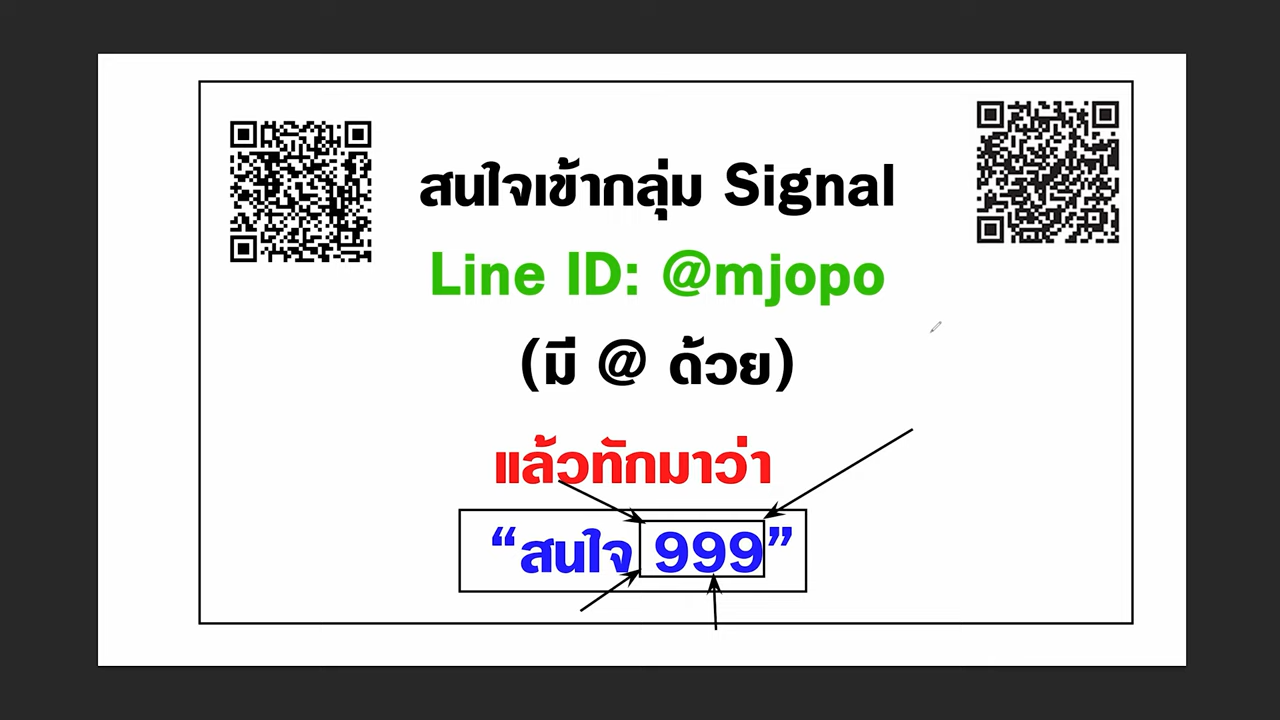 สนใจเข้ากลุ่ม Signal
Line ID: @mjopo
(มี @ ด้วย)
แล้วทักมาว่า
“สนใจ 999”